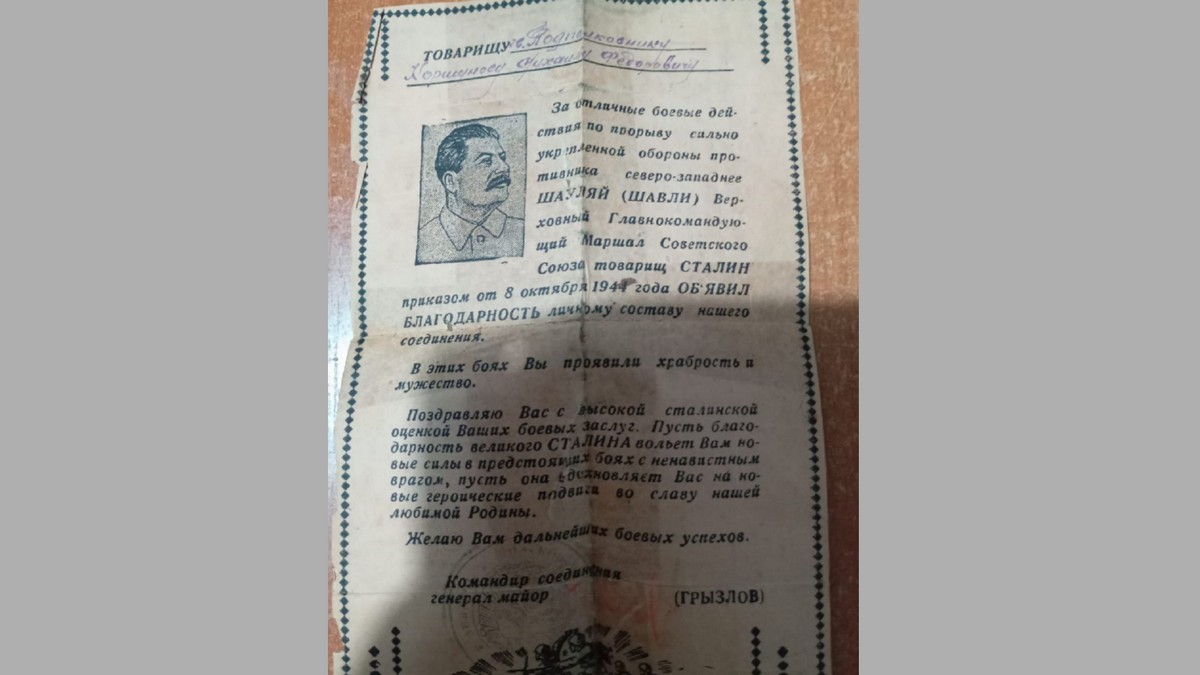 ТОВАРИЩУ гв. Подполковнику
Коршунову Михаилу Федоровичу
За отличные боевые дей-
ствия по прорыву сильно
укрепленной обороны про-
тивника северо-западнее
ШАУЛЯЙ (ШАВЛИ) Вер-
ховный Главнокомандую-
щий Маршал Советского
Союза товарищ СТАЛИН
приказом от 8 октября 1944 года ОБ'ЯВИЛ
БЛАГОДАРНОСТЬ личному составу нашего
соединения.
В этих боях Вы проявили храбрость и
мужество.
Поздравляю Вас с высокой сталинской
оценкой Ваших боевых заслуг. Пусть благо-
дарность великого СТАЛИНА вольет Вам но-
вые силы в предстоящих боях с ненавистным
врагом, пусть она вдохновляет Вас на но-
вые героические подвиги во славу нашей
любимой Родины.
Желаю Вам дальнейших боевых успехов.
Командир соединения
генерал майор (ГРЫЗЛОВ)